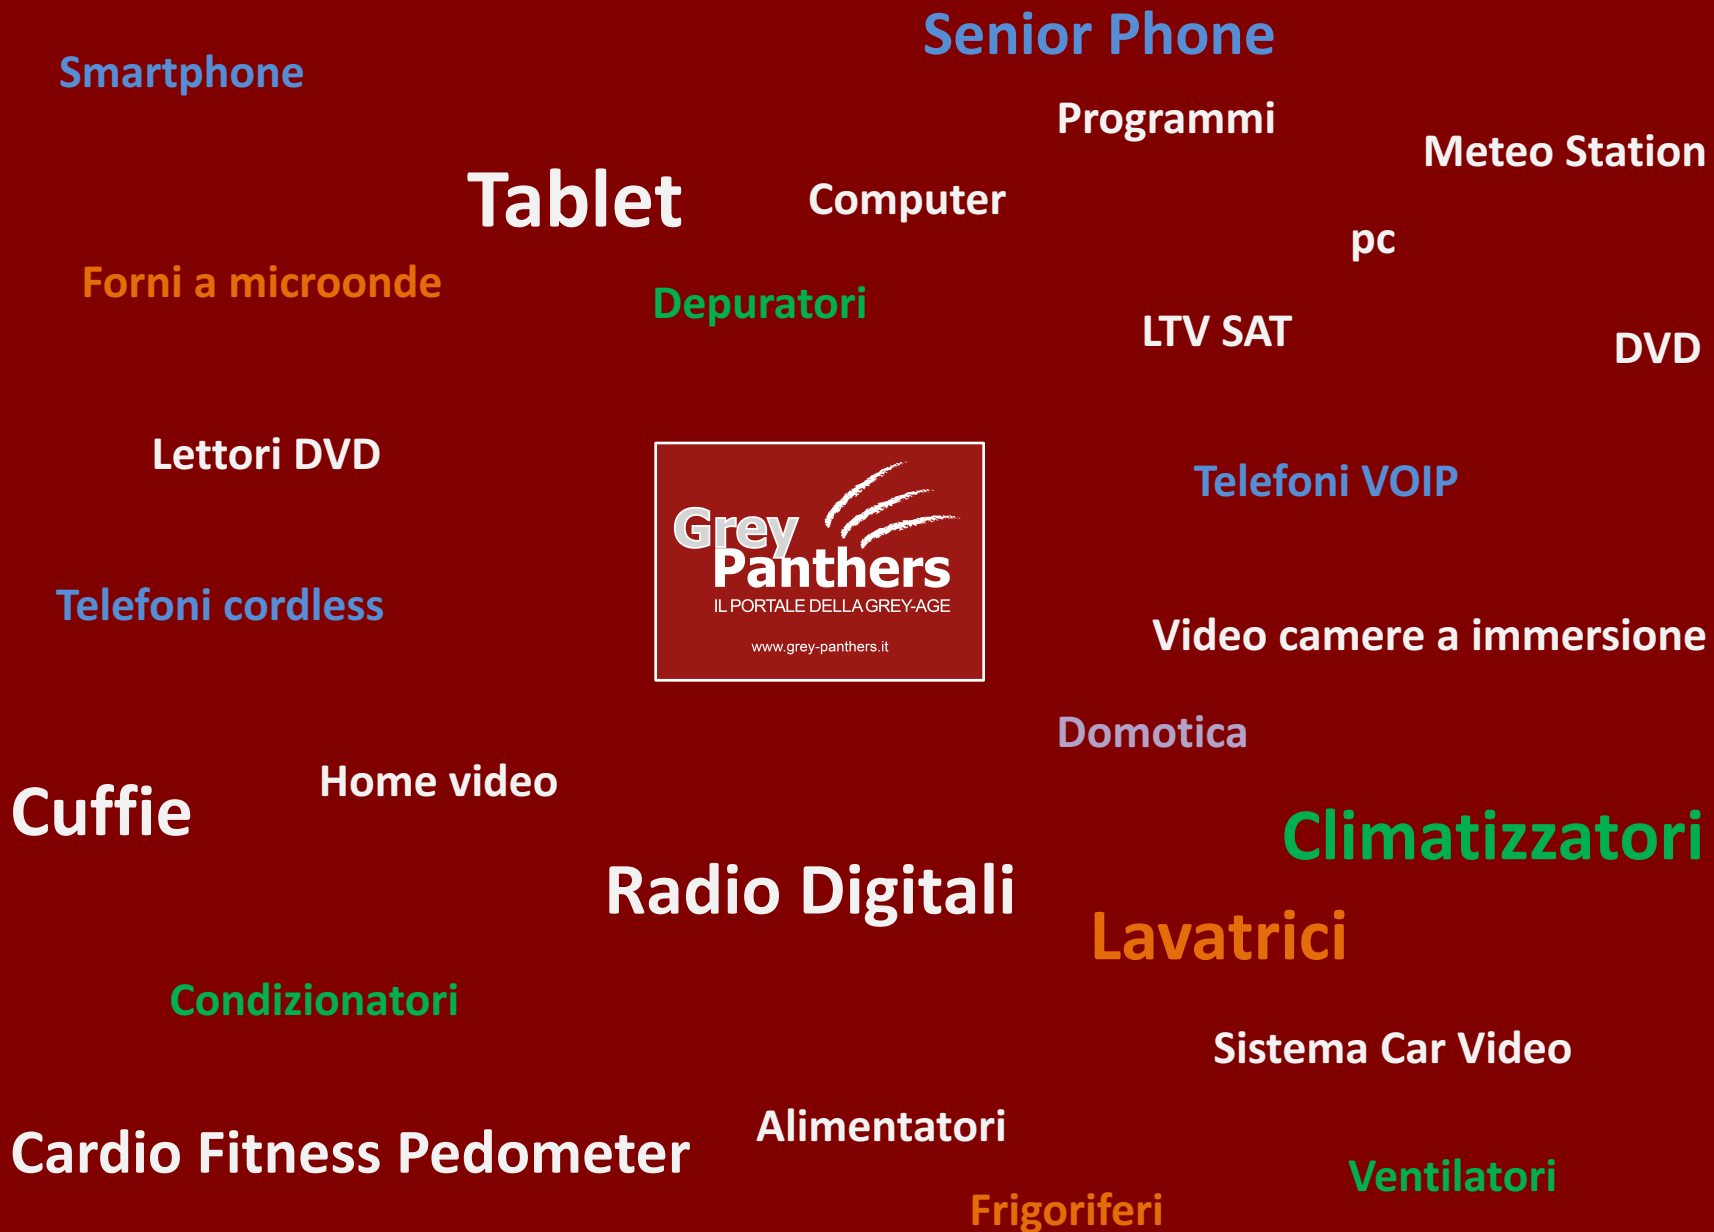 Senior Phone
Smartphone
Programmi
Meteo Station
Tablet
Computer
pc
Forni a microonde
Depuratori
LTV SAT
DVD
Lettori DVD
Telefoni VOIP
Grey
Panthers
IL PORTALE DELLA GREY-AGE
www.grey-panthers.it
Telefoni cordless
Video camere a immersione
Domotica
Home video
Cuffie
Climatizzatori
Radio Digitali
Lavatrici
Condizionatori
Sistema Car Video
Alimentatori
Cardio Fitness Pedometer
Ventilatori
Frigoriferi